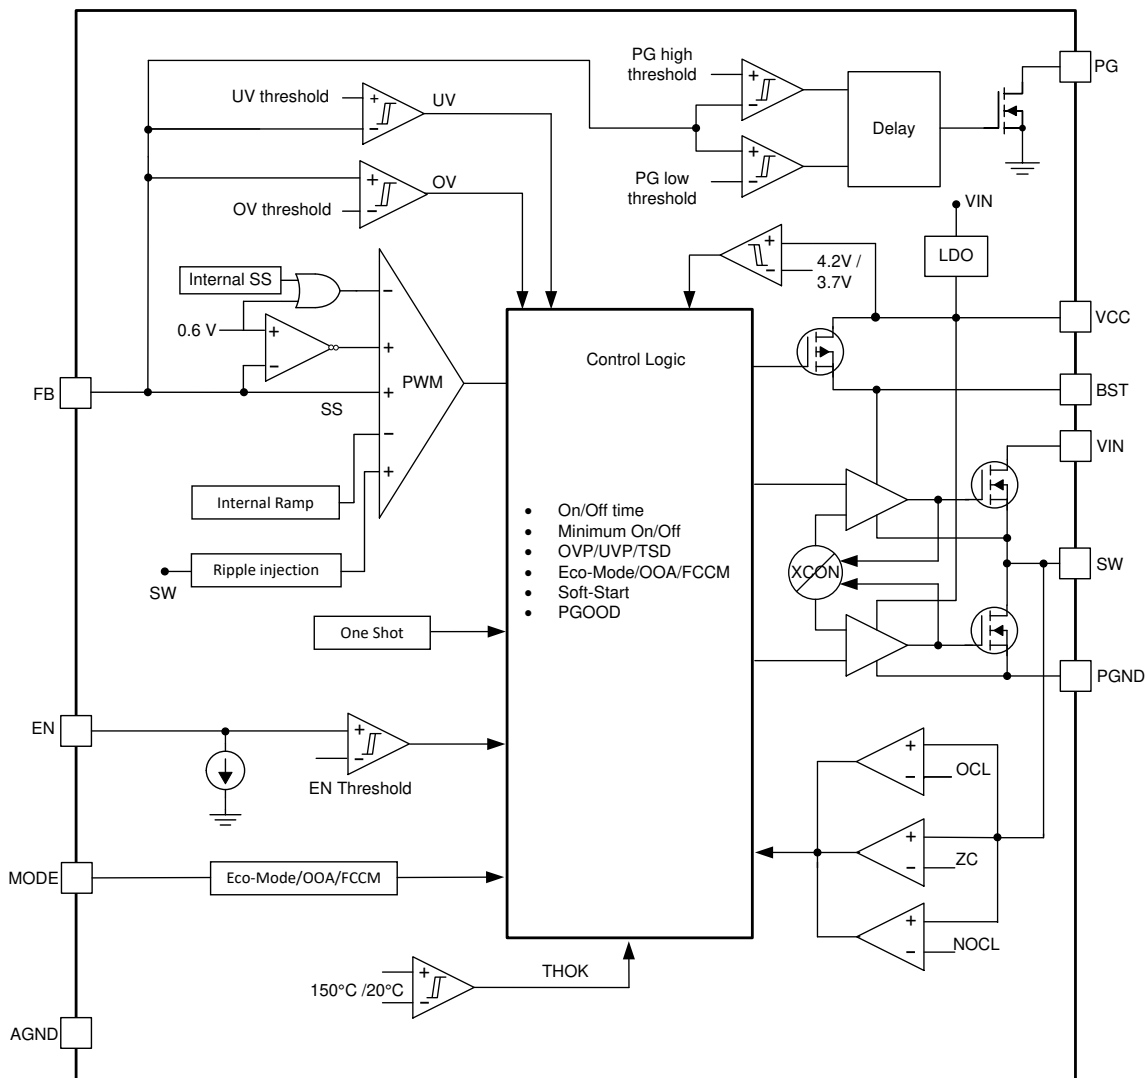 PG high
threshold
PG
UV threshold
+
−
UV
+
−
Delay
OV threshold
+
−
OV
PG low
threshold
+
−
VIN
LDO
+
−
4.2V /
3.7V
Internal SS
−
0.6 V
+
−
+
PWM
+
−
+
FB
SS
Control Logic
VCC
BST
VIN
Internal Ramp
Ripple injection
SW
• On/Off time
• Minimum On/Off
• OVP/UVP/TSD
• Eco-Mode/OOA/FCCM
• Soft-Start
• PGOOD
XCON
SW
One Shot
PGND
EN
+
−
EN Threshold
+
−
OCL
+
−
ZC
MODE
Eco-Mode/OOA/FCCM
+
−
NOCL
150°C /20°C
+
−
THOK
AGND